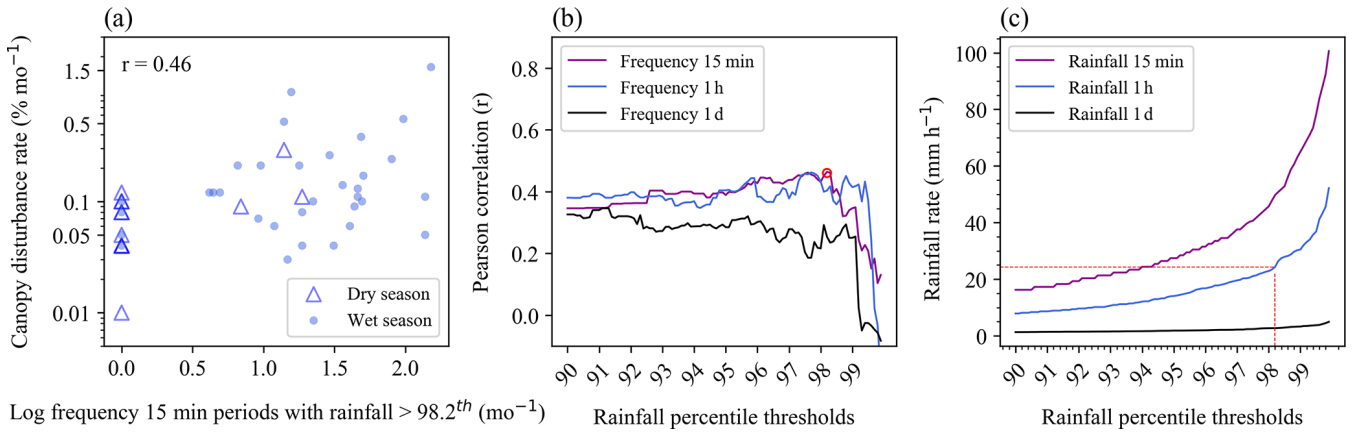 (a)
Canopy disturbance rate (% mo⁻¹)
r = 0.46
1.5
0.5
0.1
0.05
0.01
Dry season
Wet season
0.0 0.5 1.0 1.5 2.0
Log frequency 15 min periods with rainfall > 98.2ᵗʰ (mo⁻¹)
(b)
Pearson correlation (r)
0.8
0.6
0.4
0.2
0.0
Frequency 15 min
Frequency 1 h
Frequency 1 d
90 91 92 93 94 95 96 97 98 99
Rainfall percentile thresholds
(c)
Rainfall rate (mm h⁻¹)
100
80
60
40
20
0
Rainfall 15 min
Rainfall 1 h
Rainfall 1 d
90 91 92 93 94 95 96 97 98 99
Rainfall percentile thresholds